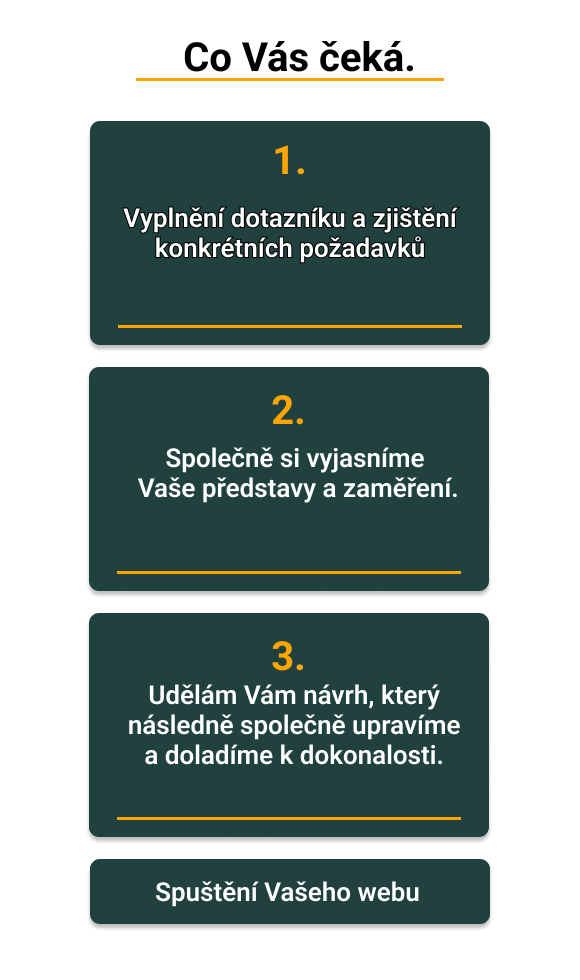 Co Vás čeká.
1.
Vyplnění dotazníku a zjištění
konkrétních požadavků
2.
Společně si vyjasníme
Vaše představy a zaměření.
3.
Udělám Vám návrh, který
následně společně upravíme
a doladíme k dokonalosti.
Spuštění Vašeho webu